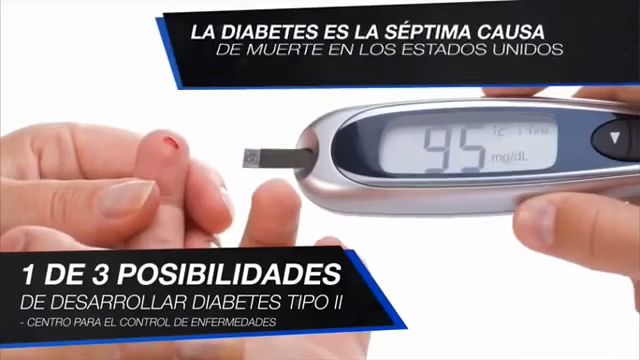 LA DIABETES ES LA SÉPTIMA CAUSA
DE MUERTE EN LOS ESTADOS UNIDOS
95
mg/dL
1 DE 3 POSIBILIDADES
DE DESARROLLAR DIABETES TIPO II
- CENTRO PARA EL CONTROL DE ENFERMEDADES